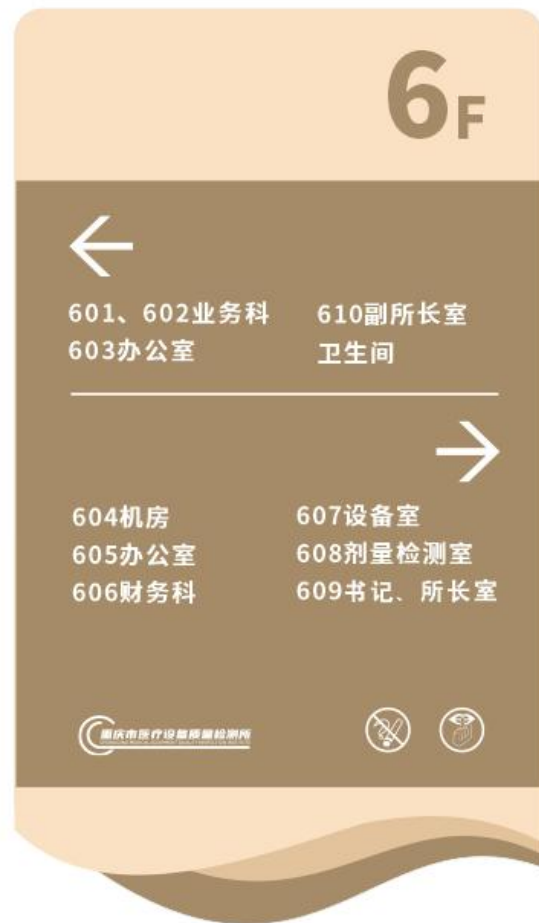 6F
601、602业务科
603办公室
610副所长室
卫生间
604机房
605办公室
606财务科
607设备室
608剂量检测室
609书记、所长室
重庆市医疗设备质量检测所